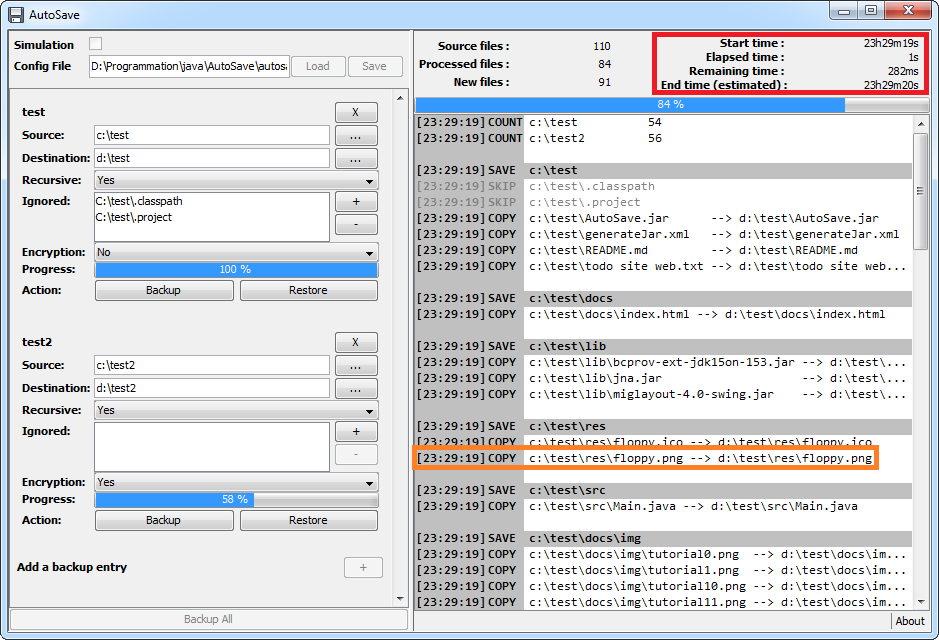 AutoSave
Simulation
Config File D:\Programmation\java\AutoSave\autos Load Save
test X
Source: c:\test ...
Destination: d:\test ...
Recursive: Yes
Ignored: C:\test\.classpath +
C:\test\.project -
Encryption: No
Progress: 100 %
Action: Backup Restore
test2 X
Source: c:\test2 ...
Destination: d:\test2 ...
Recursive: Yes
Ignored: +
-
Encryption: Yes
Progress: 58 %
Action: Backup Restore
Add a backup entry +
Backup All
Source files : 110
Processed files : 84
New files : 91
Start time : 23h29m19s
Elapsed time : 1s
Remaining time : 282ms
End time (estimated) : 23h29m20s
84 %
[23:29:19] COUNT c:\test 54
[23:29:19] COUNT c:\test2 56
[23:29:19] SAVE c:\test
[23:29:19] SKIP c:\test\.classpath
[23:29:19] SKIP c:\test\.project
[23:29:19] COPY c:\test\AutoSave.jar --> d:\test\AutoSave.jar
[23:29:19] COPY c:\test\generateJar.xml --> d:\test\generateJar.xml
[23:29:19] COPY c:\test\README.md --> d:\test\README.md
[23:29:19] COPY c:\test\todo site web.txt --> d:\test\todo site web...
[23:29:19] SAVE c:\test\docs
[23:29:19] COPY c:\test\docs\index.html --> d:\test\docs\index.html
[23:29:19] SAVE c:\test\lib
[23:29:19] COPY c:\test\lib\bcprov-ext-jdk15on-153.jar --> d:\test\...
[23:29:19] COPY c:\test\lib\jna.jar --> d:\test\...
[23:29:19] COPY c:\test\lib\miglayout-4.0-swing.jar --> d:\test\...
[23:29:19] SAVE c:\test\res
[23:29:19] COPY c:\test\res\floppy.ico --> d:\test\res\floppy.ico
[23:29:19] COPY c:\test\res\floppy.png --> d:\test\res\floppy.png
[23:29:19] SAVE c:\test\src
[23:29:19] COPY c:\test\src\Main.java --> d:\test\src\Main.java
[23:29:19] SAVE c:\test\docs\img
[23:29:19] COPY c:\test\docs\img\tutorial0.png --> d:\test\docs\im...
[23:29:19] COPY c:\test\docs\img\tutorial1.png --> d:\test\docs\im...
[23:29:19] COPY c:\test\docs\img\tutorial10.png --> d:\test\docs\im...
[23:29:19] COPY c:\test\docs\img\tutorial11.png --> d:\test\docs\im...
About